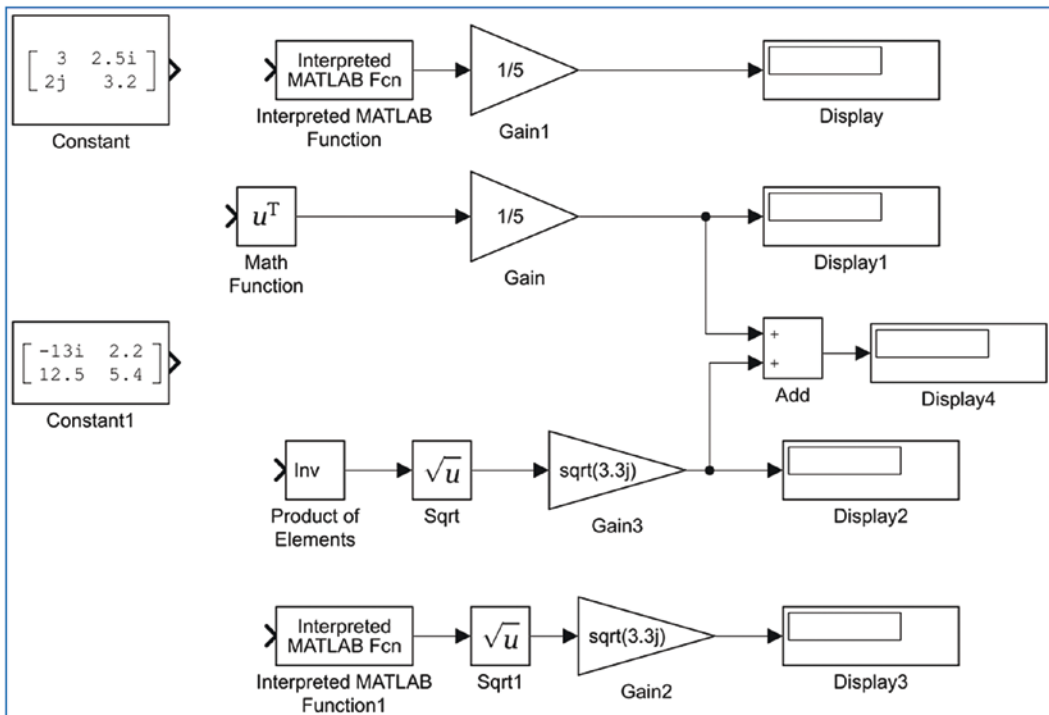 3 2.5i
2j 3.2
Constant
Interpreted
MATLAB Fcn
Interpreted MATLAB
Function
1/5
Gain1
Display
u^T
Math
Function
1/5
Gain
Display1
-13i 2.2
12.5 5.4
Constant1
+
+
Add
Display4
Inv
Product of
Elements
√u
Sqrt
sqrt(3.3j)
Gain3
Display2
Interpreted
MATLAB Fcn
Interpreted MATLAB
Function1
√u
Sqrt1
sqrt(3.3j)
Gain2
Display3